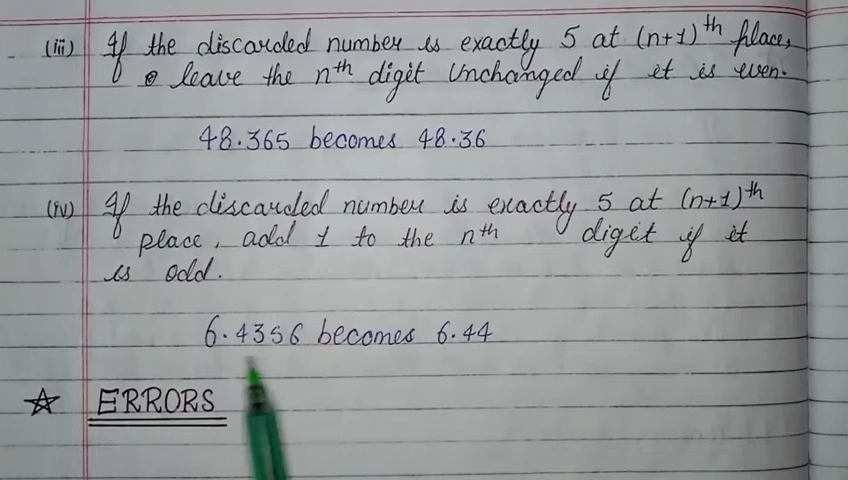 (iii) If the discarded number is exactly 5 at (n+1)th place,
leave the nth digit Unchanged if it is even.
48.365 becomes 48.36
(iv) If the discarded number is exactly 5 at (n+1)th
place, add 1 to the nth digit if it
is odd.
6.4356 becomes 6.44
☆ ERRORS